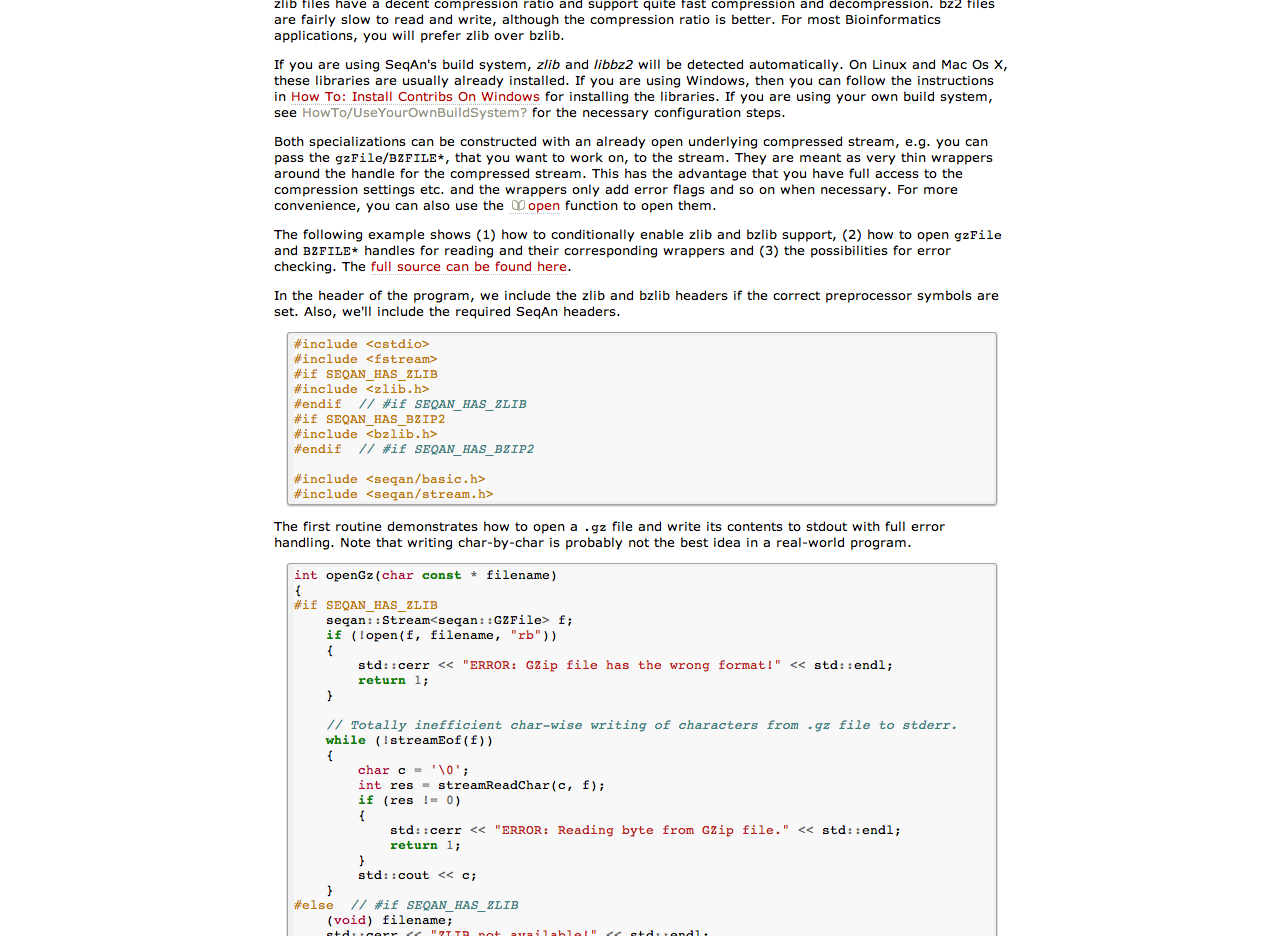 zlib files have a decent compression ratio and support quite fast compression and decompression. bz2 files
are fairly slow to read and write, although the compression ratio is better. For most Bioinformatics
applications, you will prefer zlib over bzlib.
If you are using SeqAn's build system, zlib and libbz2 will be detected automatically. On Linux and Mac Os X,
these libraries are usually already installed. If you are using Windows, then you can follow the instructions
in How To: Install Contribs On Windows for installing the libraries. If you are using your own build system,
see HowTo/UseYourOwnBuildSystem? for the necessary configuration steps.
Both specializations can be constructed with an already open underlying compressed stream, e.g. you can
pass the gzFile/BZFILE*, that you want to work on, to the stream. They are meant as very thin wrappers
around the handle for the compressed stream. This has the advantage that you have full access to the
compression settings etc. and the wrappers only add error flags and so on when necessary. For more
convenience, you can also use the open function to open them.
The following example shows (1) how to conditionally enable zlib and bzlib support, (2) how to open gzFile
and BZFILE* handles for reading and their corresponding wrappers and (3) the possibilities for error
checking. The full source can be found here.
In the header of the program, we include the zlib and bzlib headers if the correct preprocessor symbols are
set. Also, we'll include the required SeqAn headers.
#include <cstdio>
#include <fstream>
#if SEQAN_HAS_ZLIB
#include <zlib.h>
#endif  // #if SEQAN_HAS_ZLIB
#if SEQAN_HAS_BZIP2
#include <bzlib.h>
#endif  // #if SEQAN_HAS_BZIP2
#include <seqan/basic.h>
#include <seqan/stream.h>
The first routine demonstrates how to open a .gz file and write its contents to stdout with full error
handling. Note that writing char-by-char is probably not the best idea in a real-world program.
int openGz(char const * filename)
{
#if SEQAN_HAS_ZLIB
    seqan::Stream<seqan::GZFile> f;
    if (!open(f, filename, "rb"))
    {
        std::cerr << "ERROR: GZip file has the wrong format!" << std::endl;
        return 1;
    }
    // Totally inefficient char-wise writing of characters from .gz file to stderr.
    while (!streamEof(f))
    {
        char c = '\0';
        int res = streamReadChar(c, f);
        if (res != 0)
        {
            std::cerr << "ERROR: Reading byte from GZip file." << std::endl;
            return 1;
        }
        std::cout << c;
    }
#else  // #if SEQAN_HAS_ZLIB
    (void) filename;
    std::cerr << "ZLIB not available!" << std::endl;